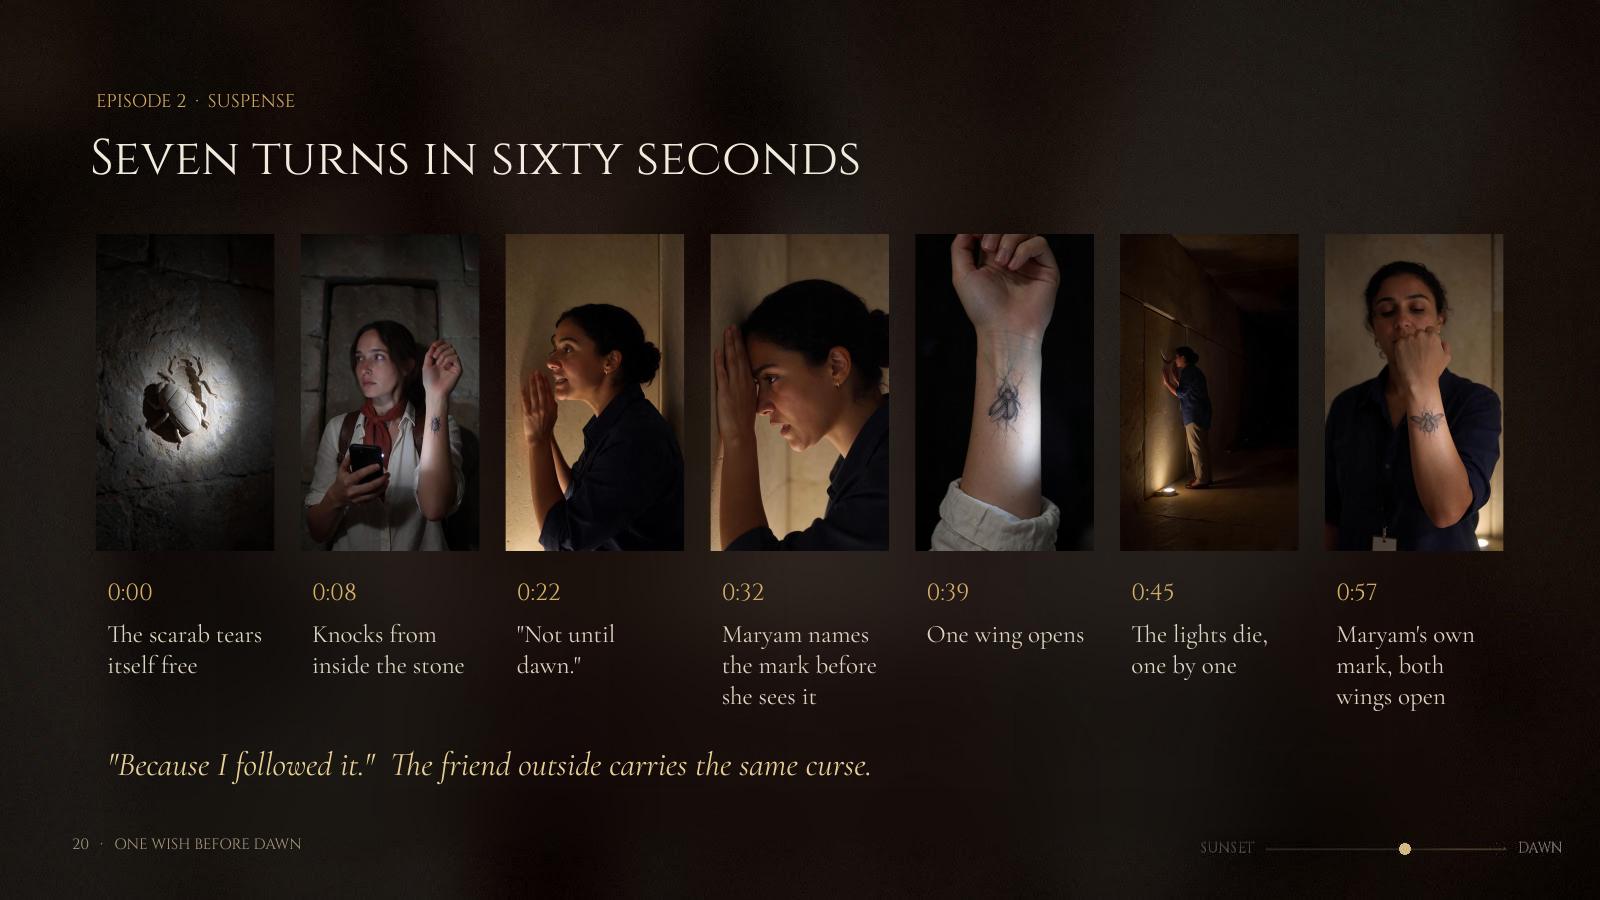 EPISODE 2 · SUSPENSE
SEVEN TURNS IN SIXTY SECONDS
0:00
The scarab tears
itself free
0:08
Knocks from
inside the stone
0:22
"Not until
dawn."
0:32
Maryam names
the mark before
she sees it
0:39
One wing opens
0:45
The lights die,
one by one
0:57
Maryam's own
mark, both
wings open
"Because I followed it." The friend outside carries the same curse.
20 · ONE WISH BEFORE DAWN
SUNSET DAWN